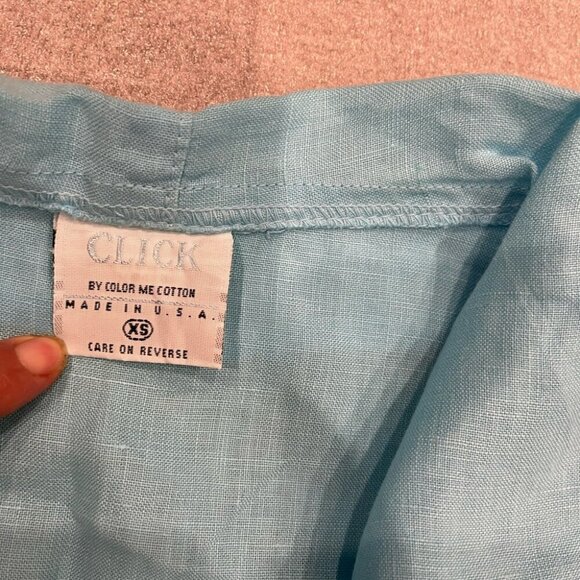 CLICK
BY COLOR ME COTTON
MADE IN U.S.A.
XS
CARE ON REVERSE